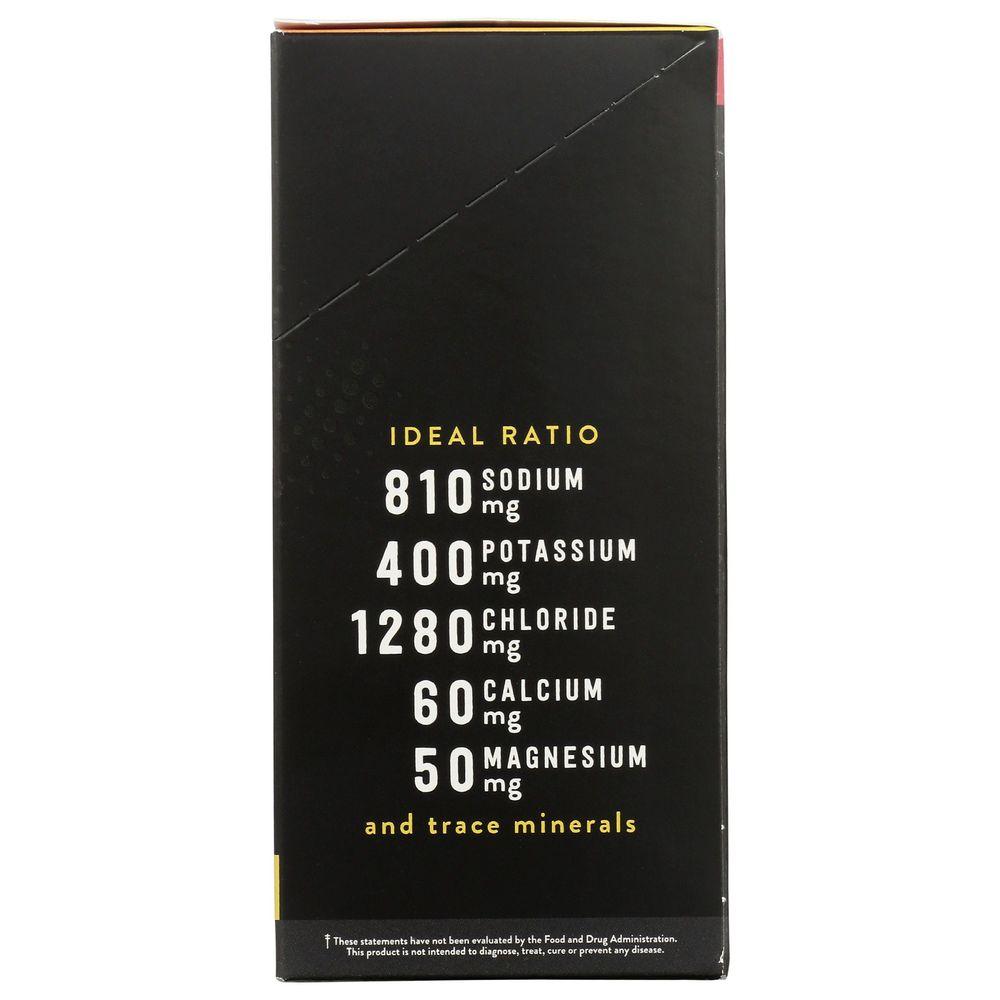 IDEAL RATIO
810 SODIUM mg
400 POTASSIUM mg
1280 CHLORIDE mg
60 CALCIUM mg
50 MAGNESIUM mg
and trace minerals
‡ These statements have not been evaluated by the Food and Drug Administration.
This product is not intended to diagnose, treat, cure or prevent any disease.